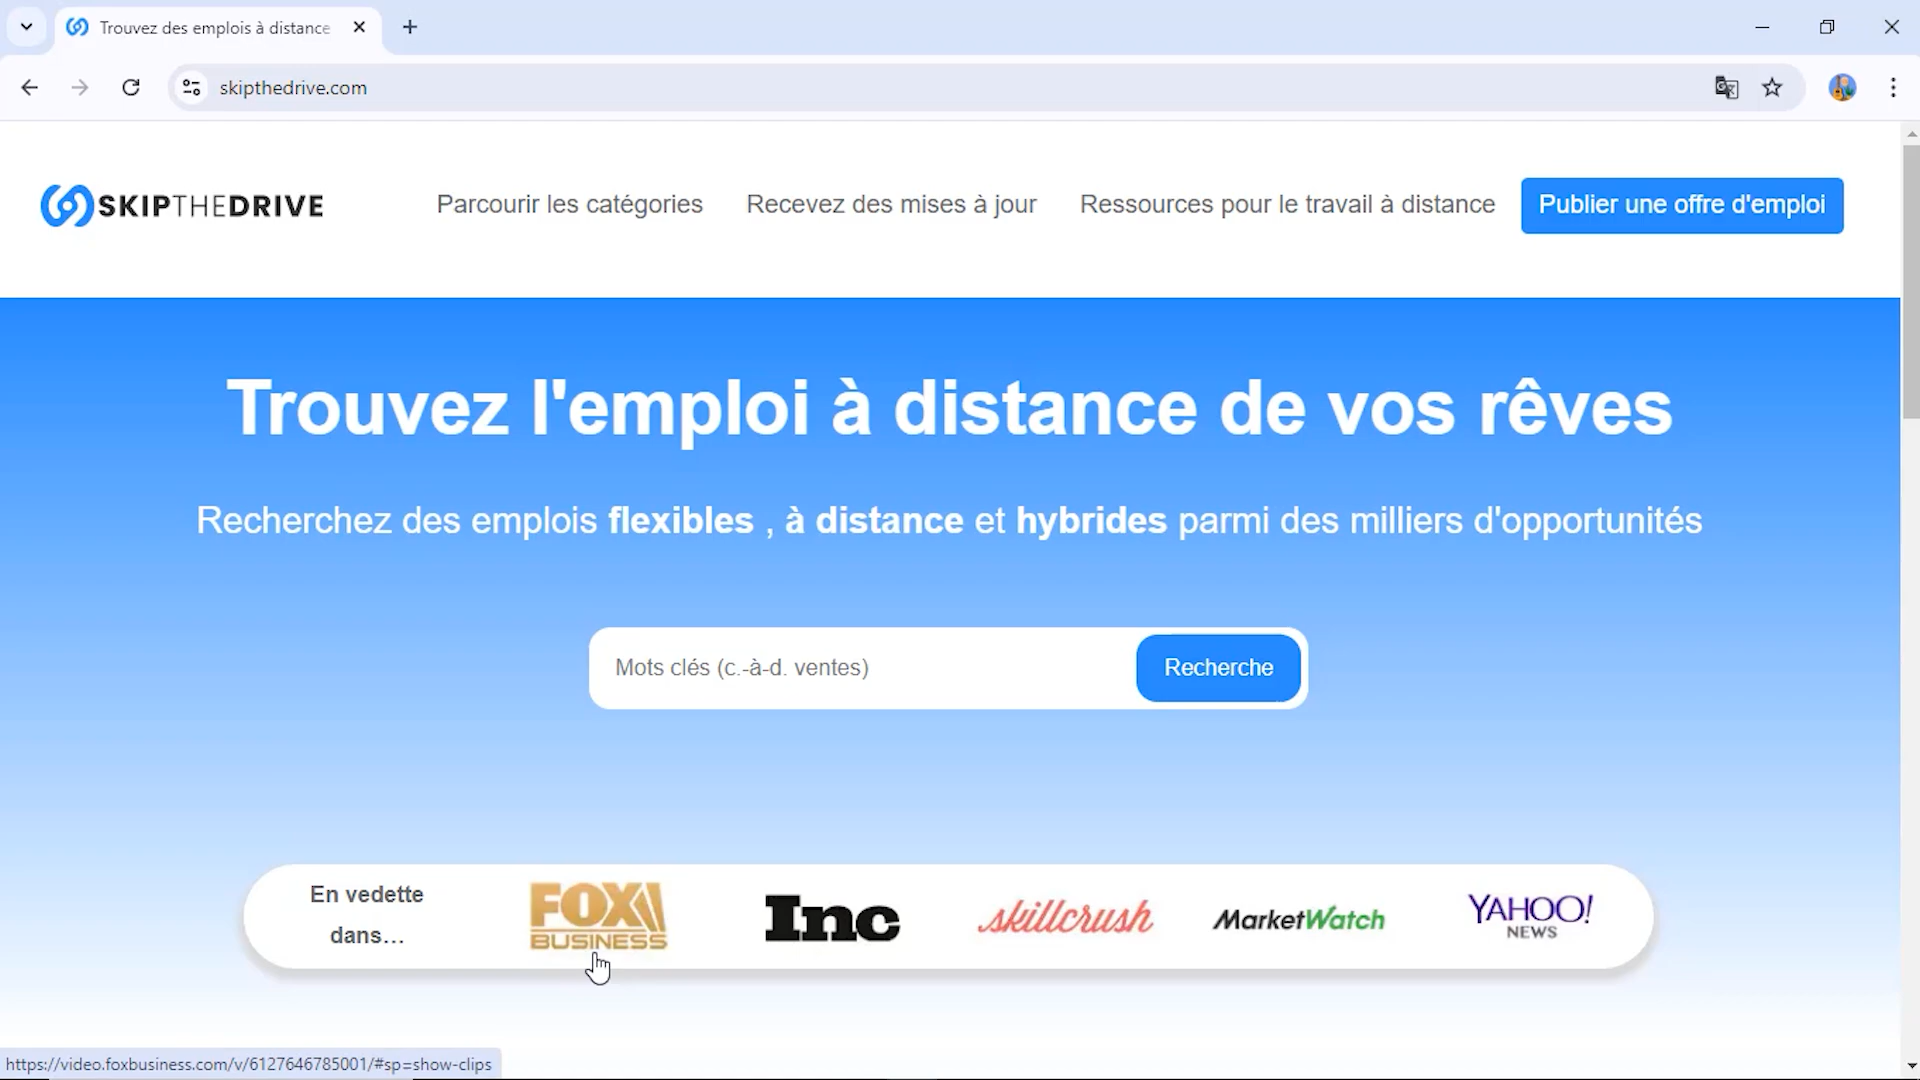 Trouvez des emplois à distance
skipthedrive.com
SKIPTHEDRIVE
Parcourir les catégories
Recevez des mises à jour
Ressources pour le travail à distance
Publier une offre d'emploi
Trouvez l'emploi à distance de vos rêves
Recherchez des emplois flexibles , à distance et hybrides parmi des milliers d'opportunités
Mots clés (c.-à-d. ventes)
Recherche
En vedette
dans...
FOX
BUSINESS
Inc
skillcrush
MarketWatch
YAHOO!
NEWS
https://video.foxbusiness.com/v/6127646785001/#sp=show-clips